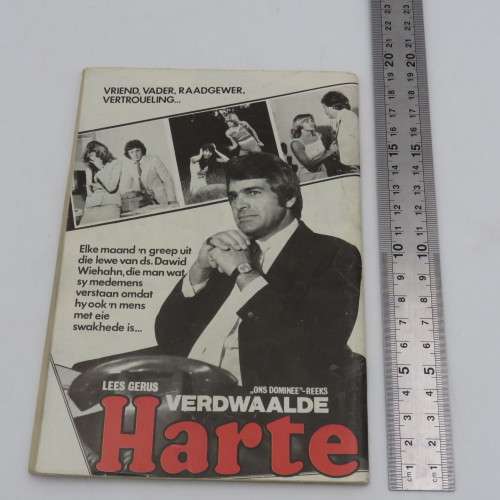 VRIEND, VADER, RAADGEWER,
VERTROUELING...
Elke maand 'n greep uit
die lewe van ds. Dawid
Wiehahn, die man wat
sy medemens
verstaan omdat
hy ook 'n mens
met eie
swakhede is...
LEES GERUS
„ONS DOMINEE"-REEKS
VERDWAALDE
Harte